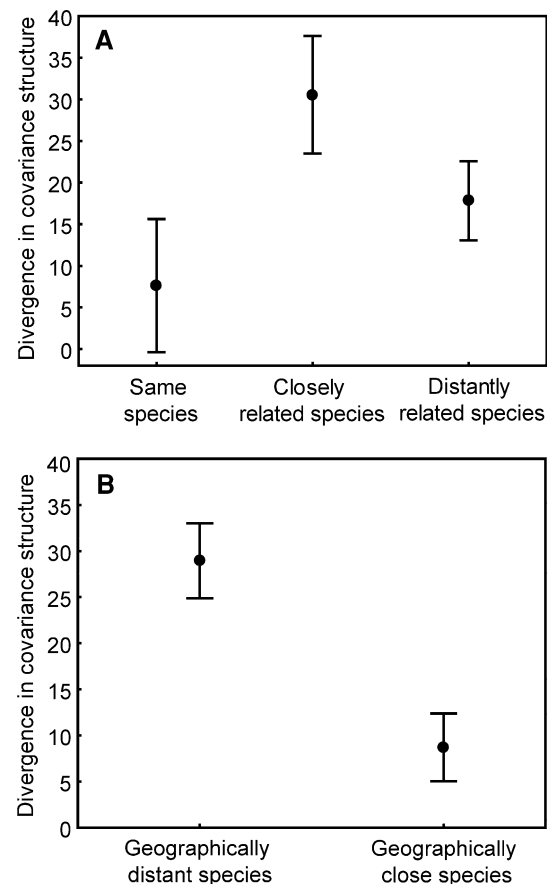 A
Divergence in covariance structure
40
35
30
25
20
15
10
5
0
Same
species
Closely
related species
Distantly
related species
B
Divergence in covariance structure
40
35
30
25
20
15
10
5
0
Geographically
distant species
Geographically
close species